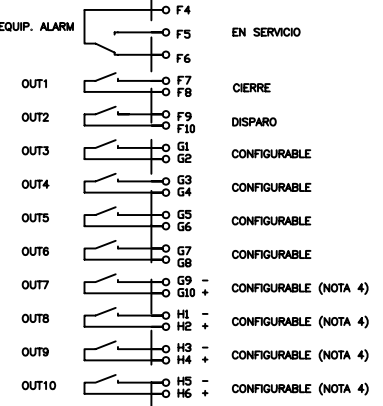 F4
EQUIP. ALARM F5 EN SERVICIO
F6
OUT1 F7 CIERRE
F8
OUT2 F9 DISPARO
F10
OUT3 G1 CONFIGURABLE
G2
OUT4 G3 CONFIGURABLE
G4
OUT5 G5 CONFIGURABLE
G6
OUT6 G7 CONFIGURABLE
G8
OUT7 G9 - CONFIGURABLE (NOTA 4)
G10 +
OUT8 H1 - CONFIGURABLE (NOTA 4)
H2 +
OUT9 H3 - CONFIGURABLE (NOTA 4)
H4 +
OUT10 H5 - CONFIGURABLE (NOTA 4)
H6 +